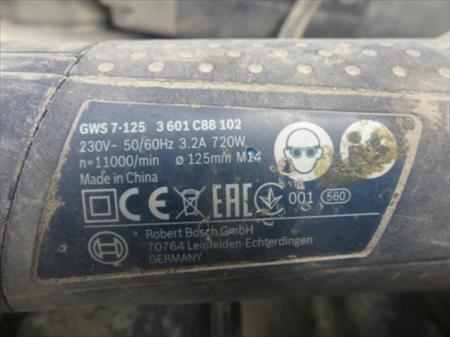 GWS 7-125 3 601 C88 102
230V~ 50/60Hz 3.2A 720W
n=11000/min ø 125mm M14
Made in China
CE EAC 001 560
Robert Bosch GmbH
70764 Leinfelden-Echterdingen
GERMANY